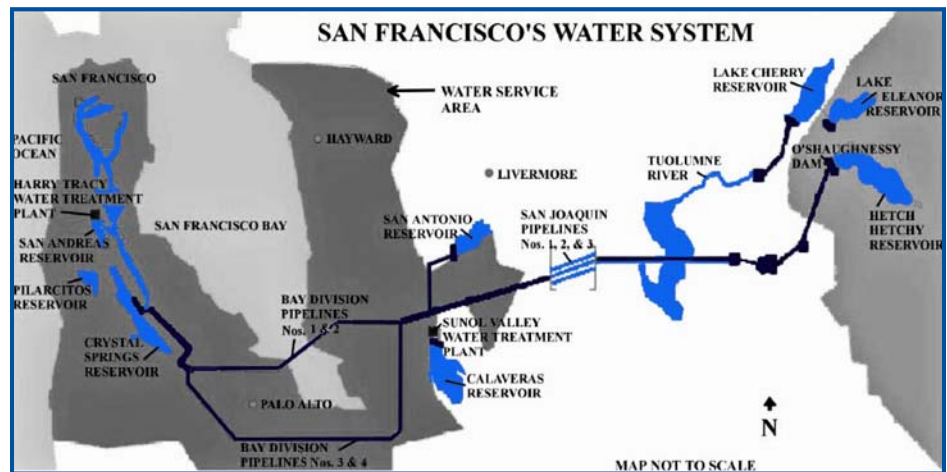 SAN FRANCISCO'S WATER SYSTEM
SAN FRANCISCO
WATER SERVICE
AREA
LAKE CHERRY
RESERVOIR
LAKE
ELEANOR
RESERVOIR
PACIFIC
OCEAN
HAYWARD
O'SHAUGHNESSY
DAM
HARRY TRACY
WATER TREATMENT
PLANT
LIVERMORE
TUOLUMNE
RIVER
SAN FRANCISCO BAY
SAN ANTONIO
RESERVOIR
SAN JOAQUIN
PIPELINES
Nos. 1, 2, & 3
HETCH
HETCHY
RESERVOIR
SAN ANDREAS
RESERVOIR
PILARCITOS
RESERVOIR
BAY DIVISION
PIPELINES
Nos. 1 & 2
SUNOL VALLEY
WATER TREATMENT
PLANT
CRYSTAL
SPRINGS
RESERVOIR
CALAVERAS
RESERVOIR
PALO ALTO
N
BAY DIVISION
PIPELINES Nos. 3 & 4
MAP NOT TO SCALE